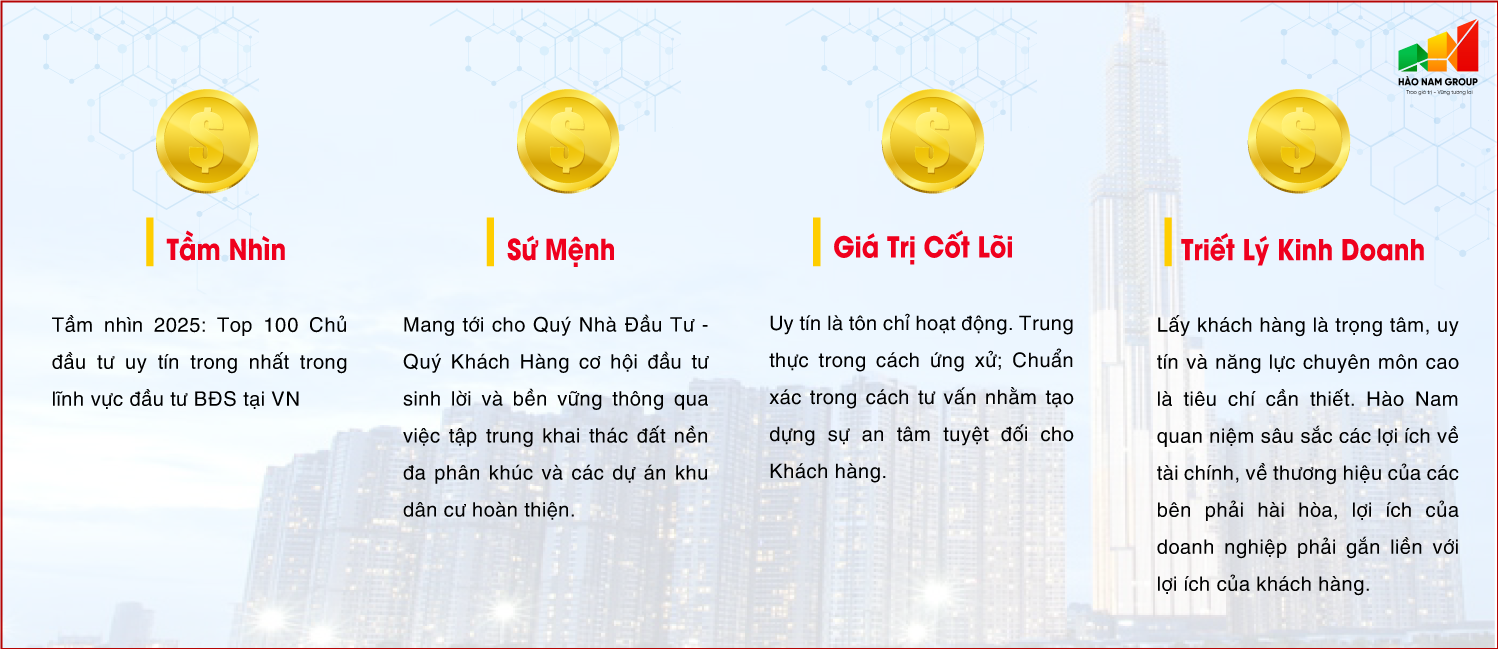 HÀO NAM GROUP
Trao giá trị - Vững tương lai
Tầm Nhìn
Tầm nhìn 2025: Top 100 Chủ
đầu tư uy tín trong nhất trong
lĩnh vực đầu tư BĐS tại VN
Sứ Mệnh
Mang tới cho Quý Nhà Đầu Tư -
Quý Khách Hàng cơ hội đầu tư
sinh lời và bền vững thông qua
việc tập trung khai thác đất nền
đa phân khúc và các dự án khu
dân cư hoàn thiện.
Giá Trị Cốt Lõi
Uy tín là tôn chỉ hoạt động. Trung
thực trong cách ứng xử; Chuẩn
xác trong cách tư vấn nhằm tạo
dựng sự an tâm tuyệt đối cho
Khách hàng.
Triết Lý Kinh Doanh
Lấy khách hàng là trọng tâm, uy
tín và năng lực chuyên môn cao
là tiêu chí cần thiết. Hào Nam
quan niệm sâu sắc các lợi ích về
tài chính, về thương hiệu của các
bên phải hài hòa, lợi ích của
doanh nghiệp phải gắn liền với
lợi ích của khách hàng.